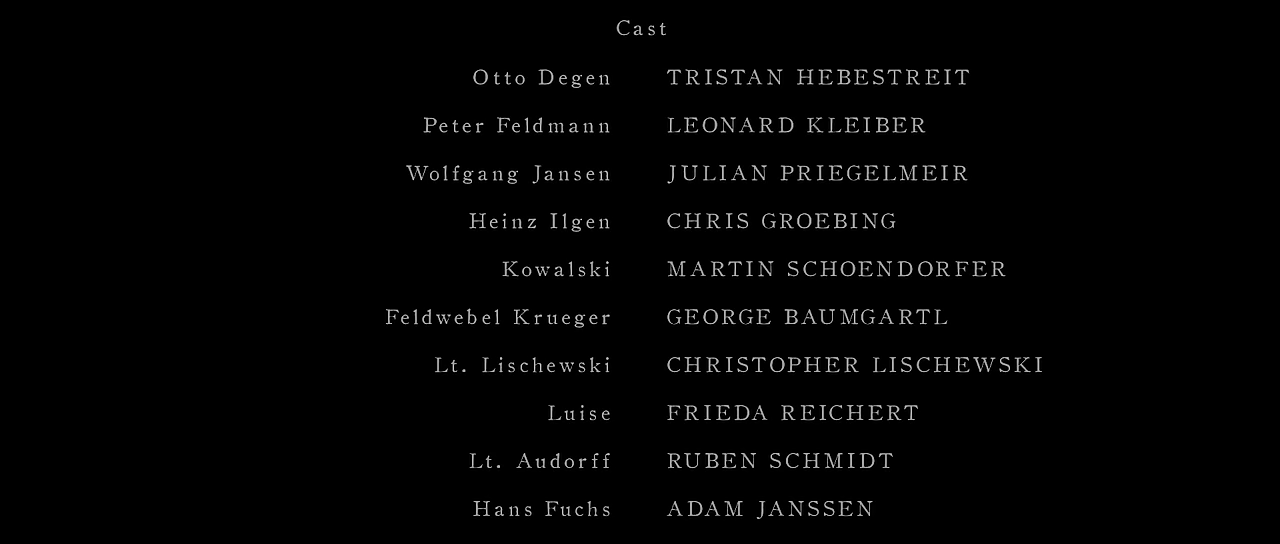 Cast
Otto Degen TRISTAN HEBESTREIT
Peter Feldmann LEONARD KLEIBER
Wolfgang Jansen JULIAN PRIEGELMEIR
Heinz Ilgen CHRIS GROEBING
Kowalski MARTIN SCHOENDORFER
Feldwebel Krueger GEORGE BAUMGARTL
Lt. Lischewski CHRISTOPHER LISCHEWSKI
Luise FRIEDA REICHERT
Lt. Audorff RUBEN SCHMIDT
Hans Fuchs ADAM JANSSEN